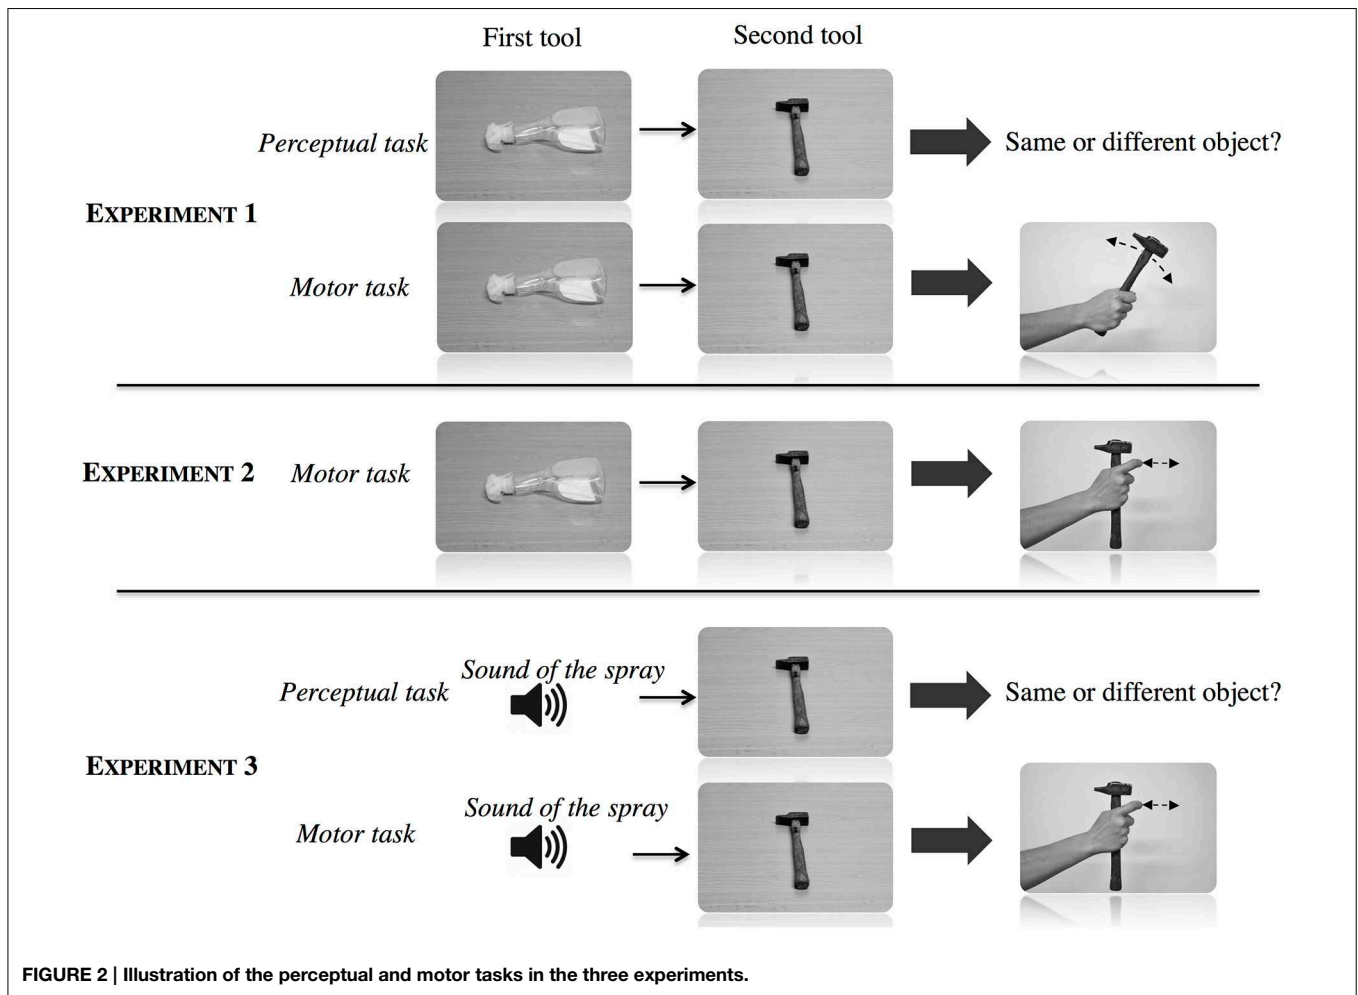 First tool
Second tool
Perceptual task
Same or different object?
EXPERIMENT 1
Motor task
EXPERIMENT 2
Motor task
Sound of the spray
Perceptual task
Same or different object?
EXPERIMENT 3
Sound of the spray
Motor task
FIGURE 2 | Illustration of the perceptual and motor tasks in the three experiments.